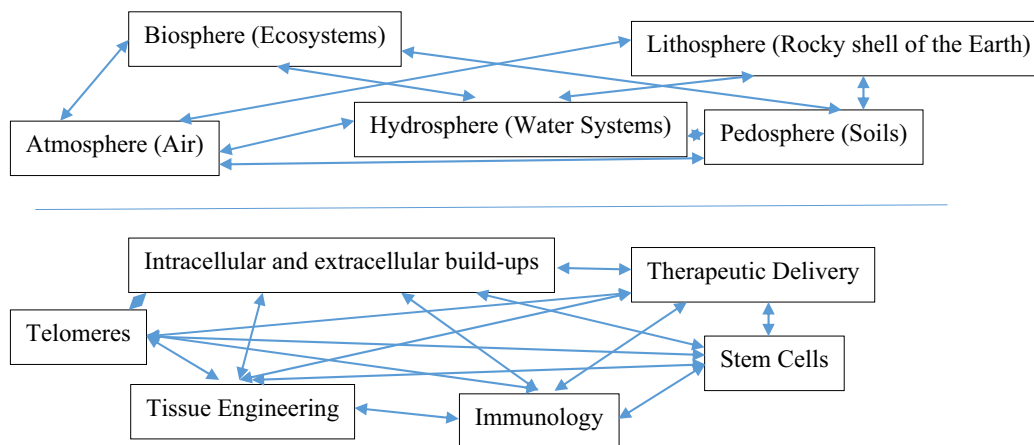 Biosphere (Ecosystems)
Lithosphere (Rocky shell of the Earth)
Hydrosphere (Water Systems)
Atmosphere (Air)
Pedosphere (Soils)
Intracellular and extracellular build-ups
Therapeutic Delivery
Telomeres
Stem Cells
Tissue Engineering
Immunology